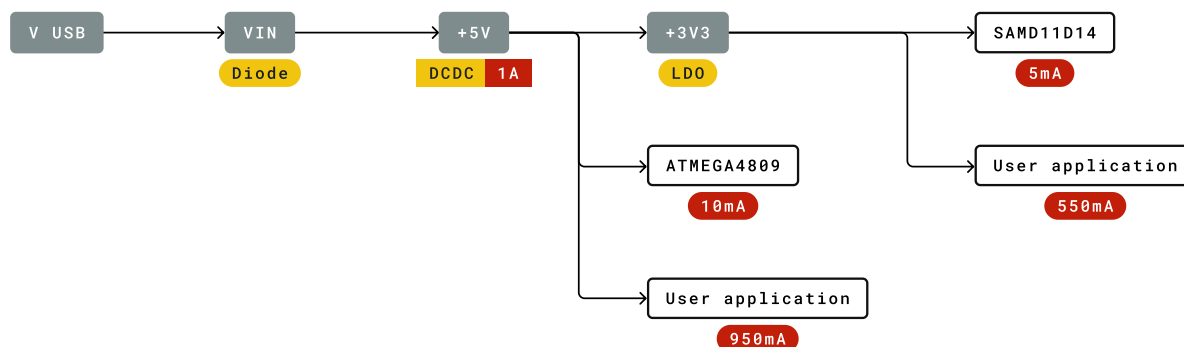 V USB
VIN
+5V
+3V3
SAMD11D14
Diode
DCDC
1A
LDO
5mA
ATMEGA4809
User application
10mA
550mA
User application
950mA